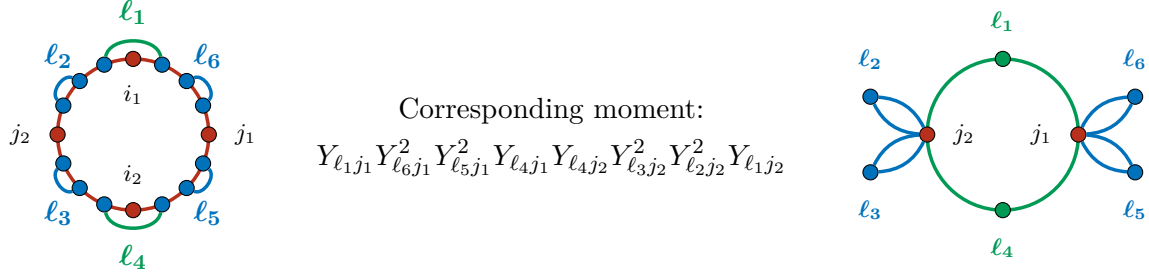 ℓ₁
ℓ₂
ℓ₆
i₁
j₂
j₁
i₂
ℓ₃
ℓ₅
ℓ₄
Corresponding moment:
Y_{ℓ₁j₁} Y²_{ℓ₆j₁} Y²_{ℓ₅j₁} Y_{ℓ₄j₁} Y_{ℓ₄j₂} Y²_{ℓ₃j₂} Y²_{ℓ₂j₂} Y_{ℓ₁j₂}
ℓ₁
ℓ₂
ℓ₆
j₂
j₁
ℓ₃
ℓ₅
ℓ₄